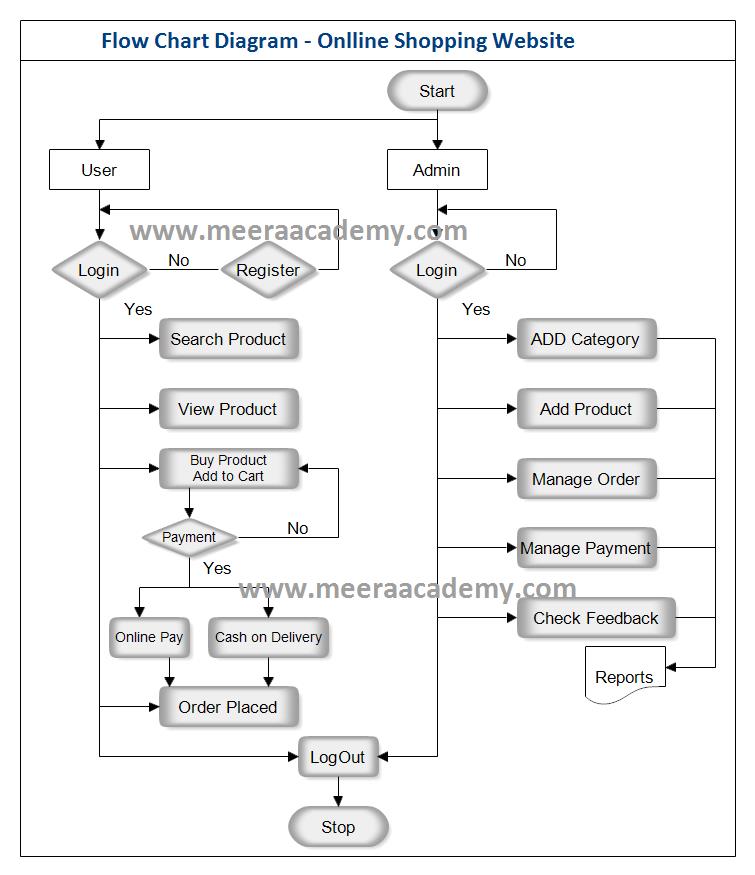 Flow Chart Diagram - Onlline Shopping Website
Start
User
Admin
www.meeraacademy.com
Login
No
Register
Login
No
Yes
Yes
Search Product
ADD Category
View Product
Add Product
Buy Product
Add to Cart
Manage Order
No
Payment
Manage Payment
Yes
www.meeraacademy.com
Online Pay
Cash on Delivery
Check Feedback
Reports
Order Placed
LogOut
Stop